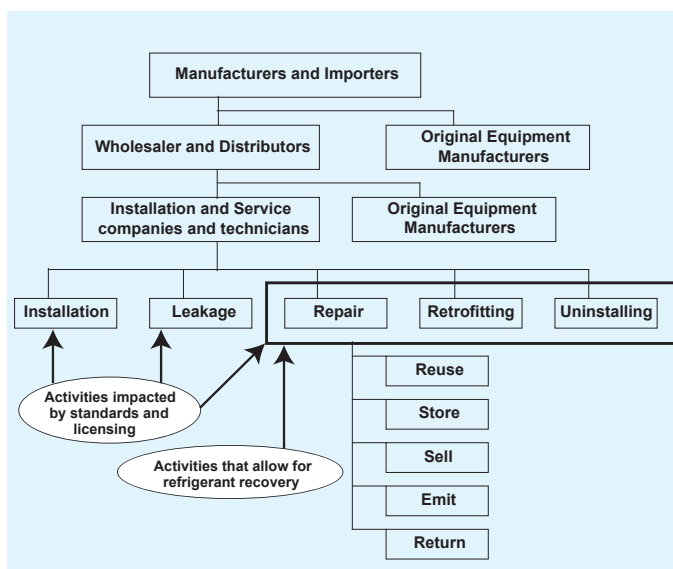 Manufacturers and Importers
Wholesaler and Distributors
Original Equipment
Manufacturers
Installation and Service
companies and technicians
Original Equipment
Manufacturers
Installation
Leakage
Repair
Retrofitting
Uninstalling
Activities impacted
by standards and
licensing
Activities that allow for
refrigerant recovery
Reuse
Store
Sell
Emit
Return